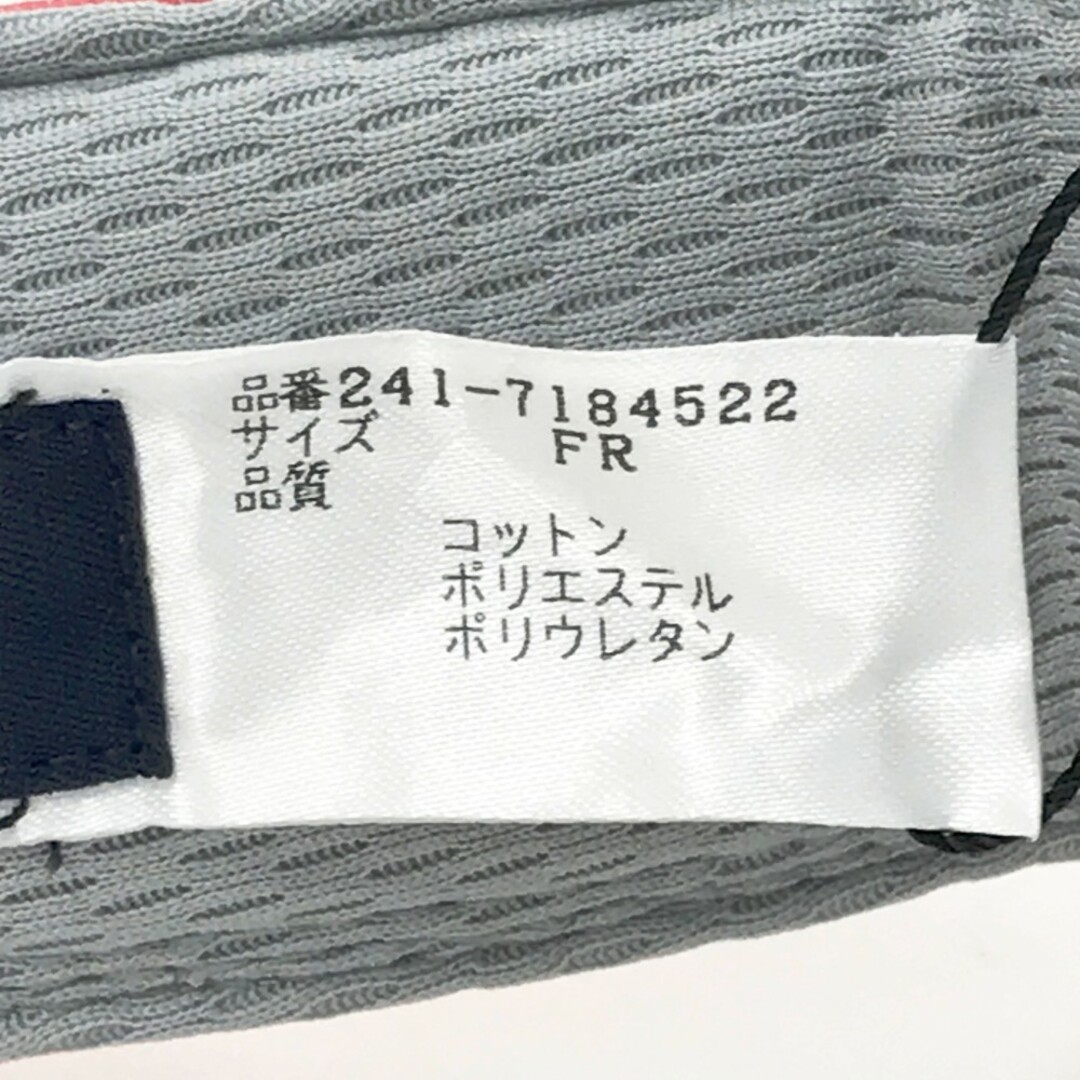 品番241-7184522
サイズ FR
品質
コットン
ポリエステル
ポリウレタン